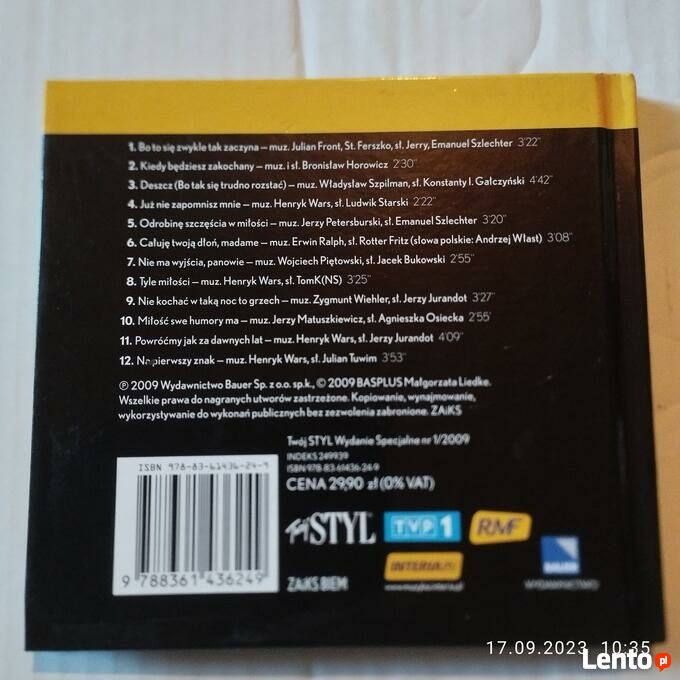 1. Bo to się zwykle tak zaczyna – muz. Julian Front, St. Ferszko, sł. Jerry, Emanuel Szlechter 3'22"
2. Kiedy będziesz zakochany – muz. i sł. Bronisław Horowicz 2'30"
3. Deszcz (Bo tak się trudno rozstać) – muz. Władysław Szpilman, sł. Konstanty I. Gałczyński 4'42"
4. Już nie zapomnisz mnie – muz. Henryk Wars, sł. Ludwik Starski 2'22"
5. Odrobinę szczęścia w miłości – muz. Jerzy Petersburski, sł. Emanuel Szlechter 3'20"
6. Całuję twoją dłoń, madame – muz. Erwin Ralph, sł. Rotter Fritz (słowa polskie: Andrzej Włast) 3'08"
7. Nie ma wyjścia, panowie – muz. Wojciech Piętowski, sł. Jacek Bukowski 2'55"
8. Tyle miłości – muz. Henryk Wars, sł. TomK(NS) 3'25"
9. Nie kochać w taką noc to grzech – muz. Zygmunt Wiehler, sł. Jerzy Jurandot 3'27"
10. Miłość swe humory ma – muz. Jerzy Matuszkiewicz, sł. Agnieszka Osiecka 2'55'
11. Powróćmy jak za dawnych lat – muz. Henryk Wars, sł. Jerzy Jurandot 4'09"
12. Na pierwszy znak – muz. Henryk Wars, sł. Julian Tuwim 3'53"
℗ 2009 Wydawnictwo Bauer Sp. z o.o. sp.k., © 2009 BASPLUS Małgorzata Liedke.
Wszelkie prawa do nagranych utworów zastrzeżone. Kopiowanie, wynajmowanie,
wykorzystywanie do wykonań publicznych bez zezwolenia zabronione. ZAiKS
Twój STYL Wydanie Specjalne nr 1/2009
INDEKS 249939
ISBN 978-83-61436-24-9
CENA 29,90 zł (0% VAT)
ISBN 978-83-61436-24-9
9 788361 436249
Twój STYL
TVP 1
RMF
INTERIA.PL
www.muzyka.interia.pl
ZAiKS BIEM
BAUER
WYDAWNICTWO
17.09.2023 10:35
Lento.pl